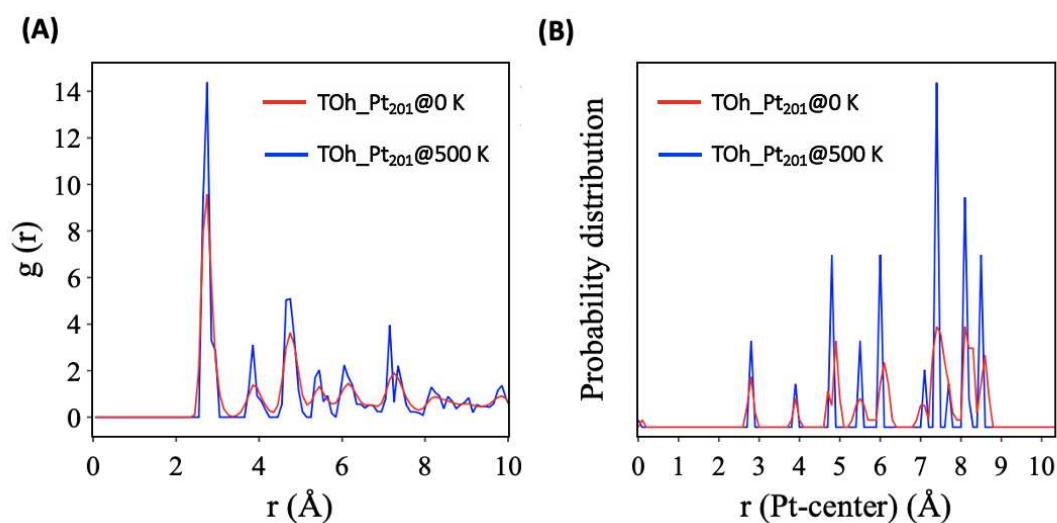 (A)
(B)
14
12
10
8
6
4
2
0
g (r)
TOh_Pt₂₀₁@0 K
TOh_Pt₂₀₁@500 K
0 2 4 6 8 10
r (Å)
Probability distribution
TOh_Pt₂₀₁@0 K
TOh_Pt₂₀₁@500 K
0 1 2 3 4 5 6 7 8 9 10
r (Pt-center) (Å)